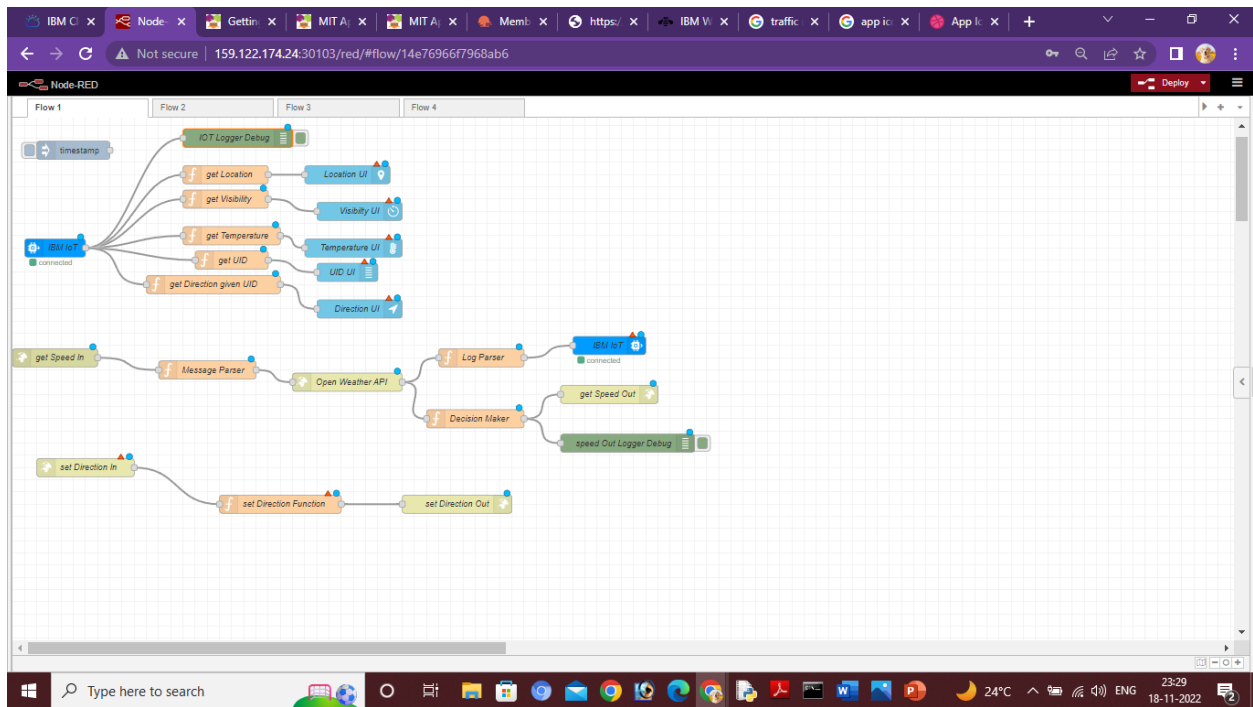 IBM Cl
Node-
Getting
MIT A
MIT A
Memb
https:/
IBM W
traffic
app ic
App Ic
Not secure | 159.122.174.24:30103/red/#flow/14e76966f7968ab6
Node-RED
Deploy
Flow 1
Flow 2
Flow 3
Flow 4
timestamp
IOT Logger Debug
get Location
Location UI
get Visibility
Visibilty UI
get Temperature
Temperature UI
IBM IoT
connected
get UID
UID UI
get Direction given UID
Direction UI
get Speed In
Message Parser
Open Weather API
Log Parser
IBM IoT
connected
get Speed Out
Decision Maker
speed Out Logger Debug
set Direction In
set Direction Function
set Direction Out
Type here to search
24°C
ENG
23:29
18-11-2022
2